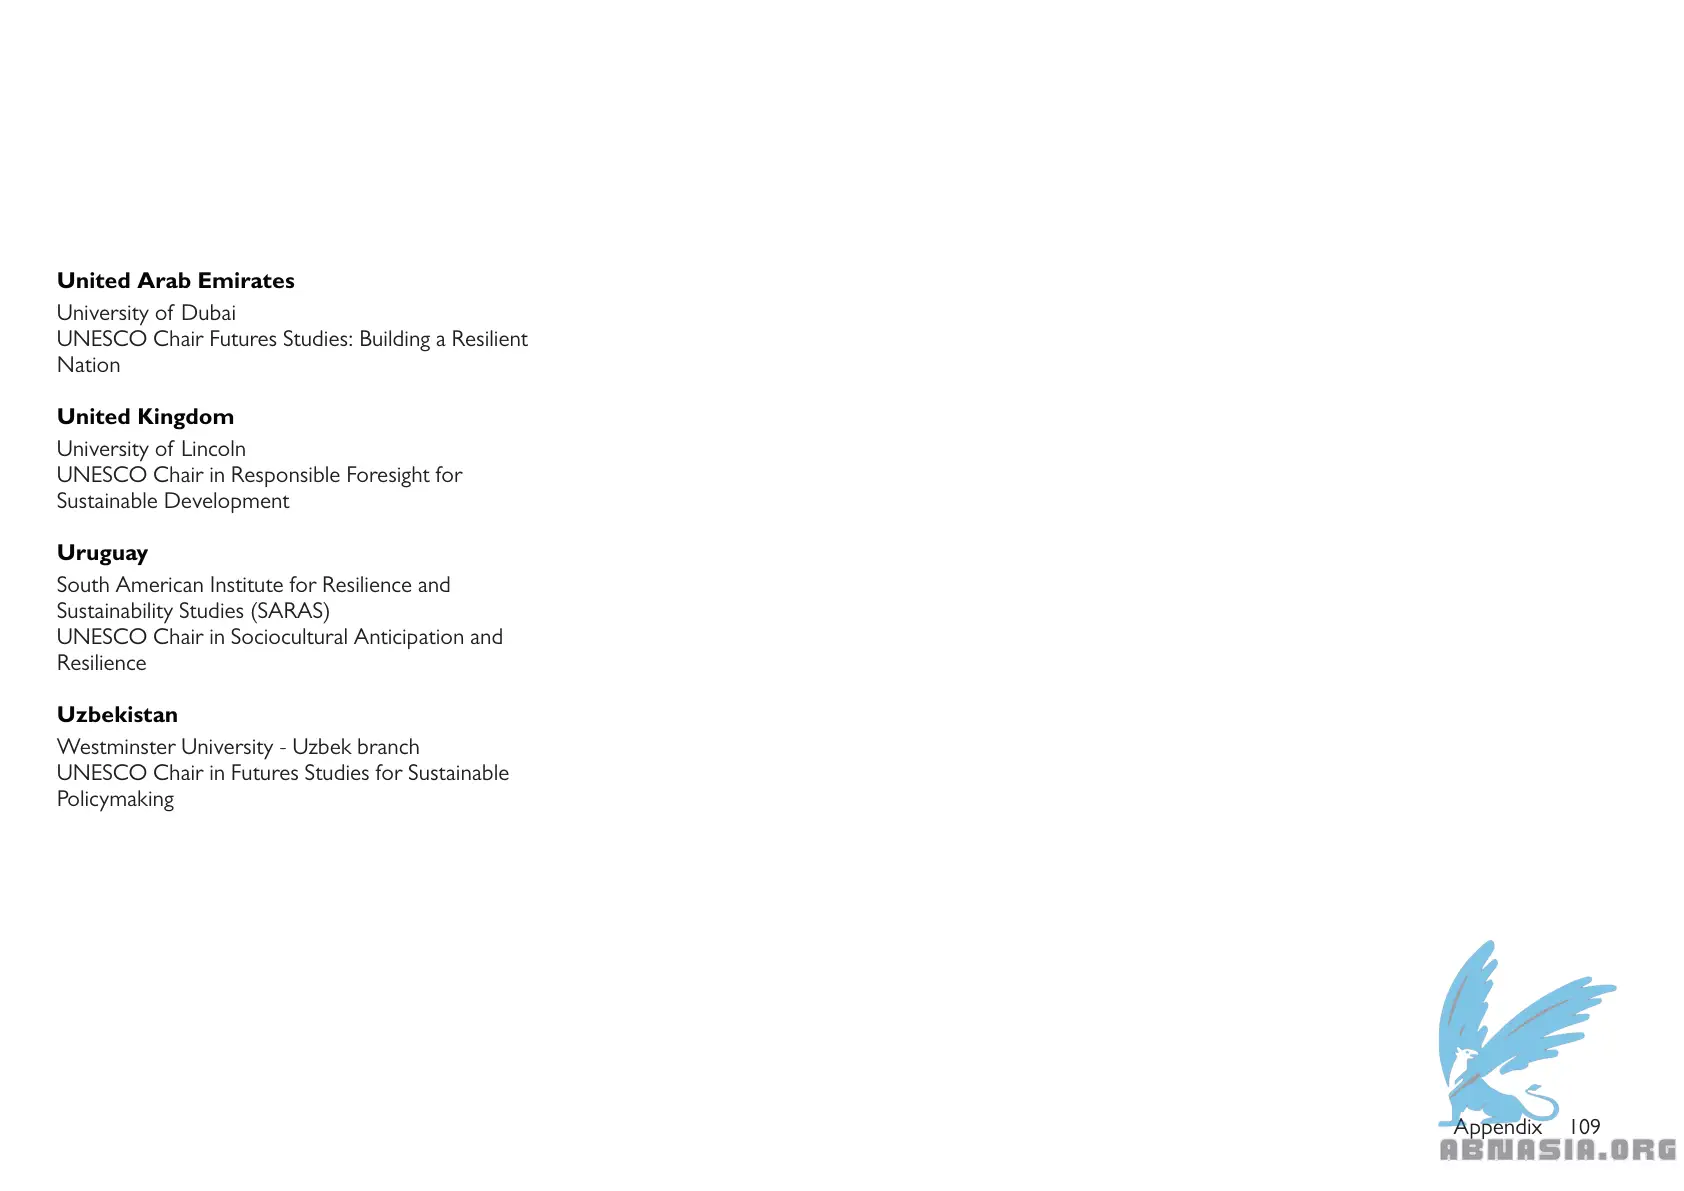 United Arab Emirates
University of Dubai
UNESCO Chair Futures Studies: Building a Resilient
Nation
United Kingdom
University of Lincoln
UNESCO Chair in Responsible Foresight for
Sustainable Development
Uruguay
South American Institute for Resilience and
Sustainability Studies (SARAS)
UNESCO Chair in Sociocultural Anticipation and
Resilience
Uzbekistan
Westminster University - Uzbek branch
UNESCO Chair in Futures Studies for Sustainable
Policymaking
Appendix 109
ABNASIA.ORG